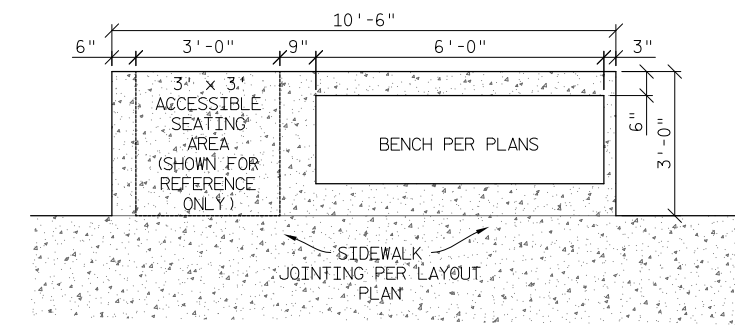 10'-6"
6"
3'-0"
9"
6'-0"
3"
3' x 3'
ACCESSIBLE
SEATING
AREA
(SHOWN FOR
REFERENCE
ONLY)
BENCH PER PLANS
6"
3'-0"
SIDEWALK
JOINTING PER LAYOUT
PLAN